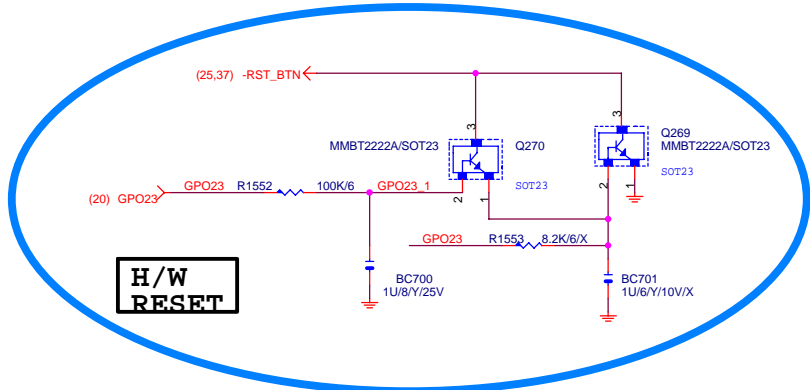 (25,37) -RST_BTN
3
3
MMBT2222A/SOT23
Q270
Q269
MMBT2222A/SOT23
SOT23
SOT23
(20) GPO23
GPO23
R1552
100K/6
GPO23_1
2
1
2
1
GPO23
R1553
8.2K/6/X
H/W
RESET
BC700
1U/8/Y/25V
BC701
1U/6/Y/10V/X